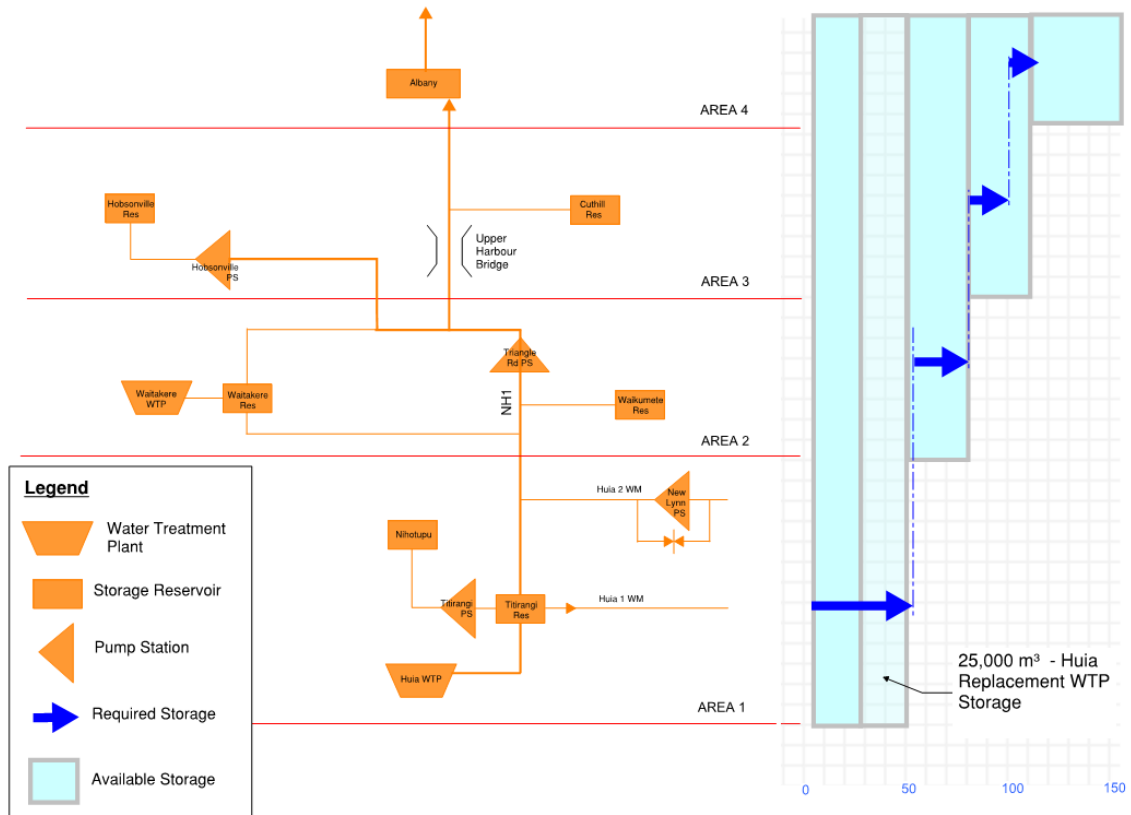 Albany
AREA 4
Hobsonville
Res
Cuthill
Res
Upper
Harbour
Bridge
Hobsonville
PS
AREA 3
Triangle
Rd PS
Waitakere
WTP
Waitakere
Res
NH1
Waikumete
Res
AREA 2
Legend
Water Treatment
Plant
Storage Reservoir
Pump Station
Required Storage
Available Storage
Huia 2 WM
New
Lynn
PS
Nihotupu
Titirangi
PS
Titirangi
Res
Huia 1 WM
Huia WTP
AREA 1
25,000 m³ - Huia
Replacement WTP
Storage
0 50 100 150